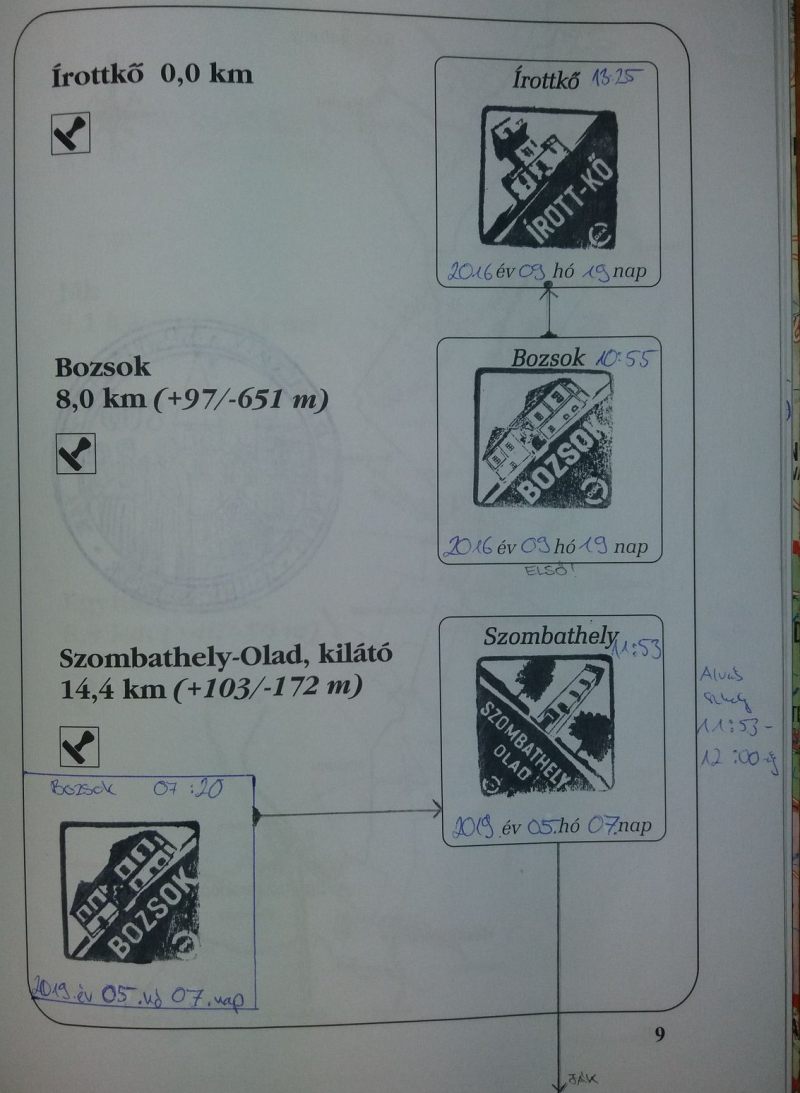 Írottkő 0,0 km
Írottkő 13:25
ÍROTT-KŐ
2016 év 09 hó 19 nap
Bozsok
8,0 km (+97/-651 m)
Bozsok 10:55
BOZSOK
2016 év 09 hó 19 nap
ELSŐ!
Szombathely-Olad, kilátó
14,4 km (+103/-172 m)
Szombathely 11:53
SZOMBATHELY
OLAD
2019 év 05. hó 07. nap
Alvás
11:53-
12:00-ig
Bozsok 07:20
BOZSOK
2019. év 05. hó 07. nap
9
JÁK